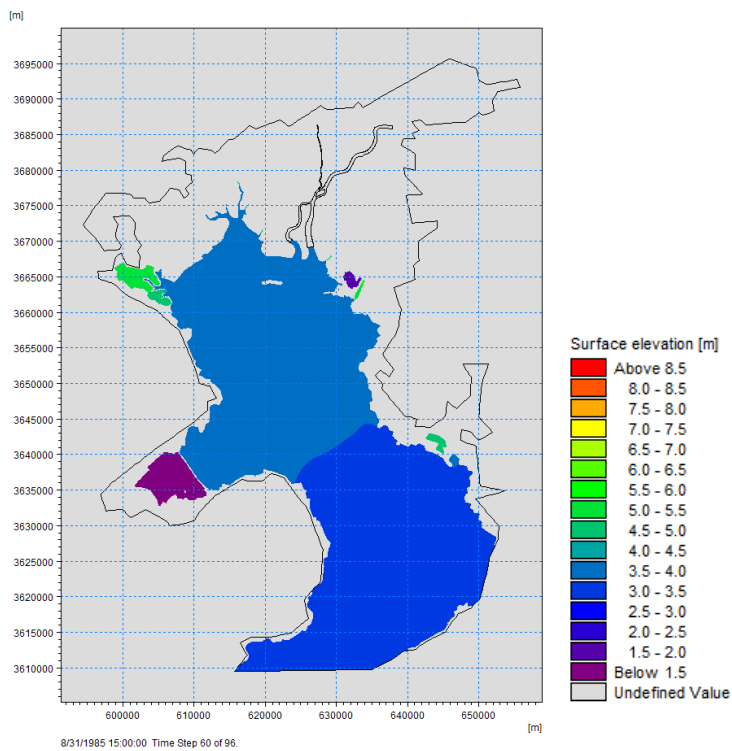 [m]
3695000
3690000
3685000
3680000
3675000
3670000
3665000
3660000
3655000
3650000
3645000
3640000
3635000
3630000
3625000
3620000
3615000
3610000
600000 610000 620000 630000 640000 650000
[m]
8/31/1985 15:00:00 Time Step 60 of 96.
Surface elevation [m]
Above 8.5
8.0 - 8.5
7.5 - 8.0
7.0 - 7.5
6.5 - 7.0
6.0 - 6.5
5.5 - 6.0
5.0 - 5.5
4.5 - 5.0
4.0 - 4.5
3.5 - 4.0
3.0 - 3.5
2.5 - 3.0
2.0 - 2.5
1.5 - 2.0
Below 1.5
Undefined Value